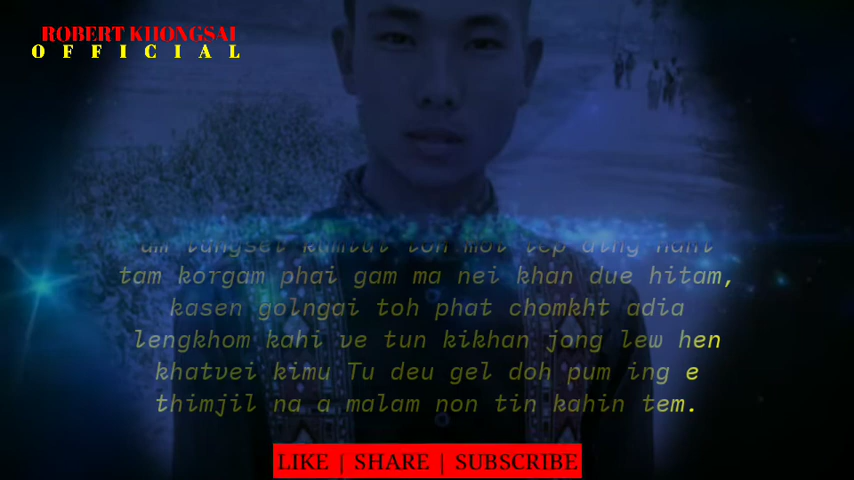 ROBERT KHONGSAI
OFFICIAL
tam korgam phai gam ma nei khan due hitam,
kasen golngai toh phat chomkht adia
lengkhom kahi ve tun kikhan jong lew hen
khatvei kimu Tu deu gel doh pum ing e
thimjil na a malam non tin kahin tem.
LIKE | SHARE | SUBSCRIBE